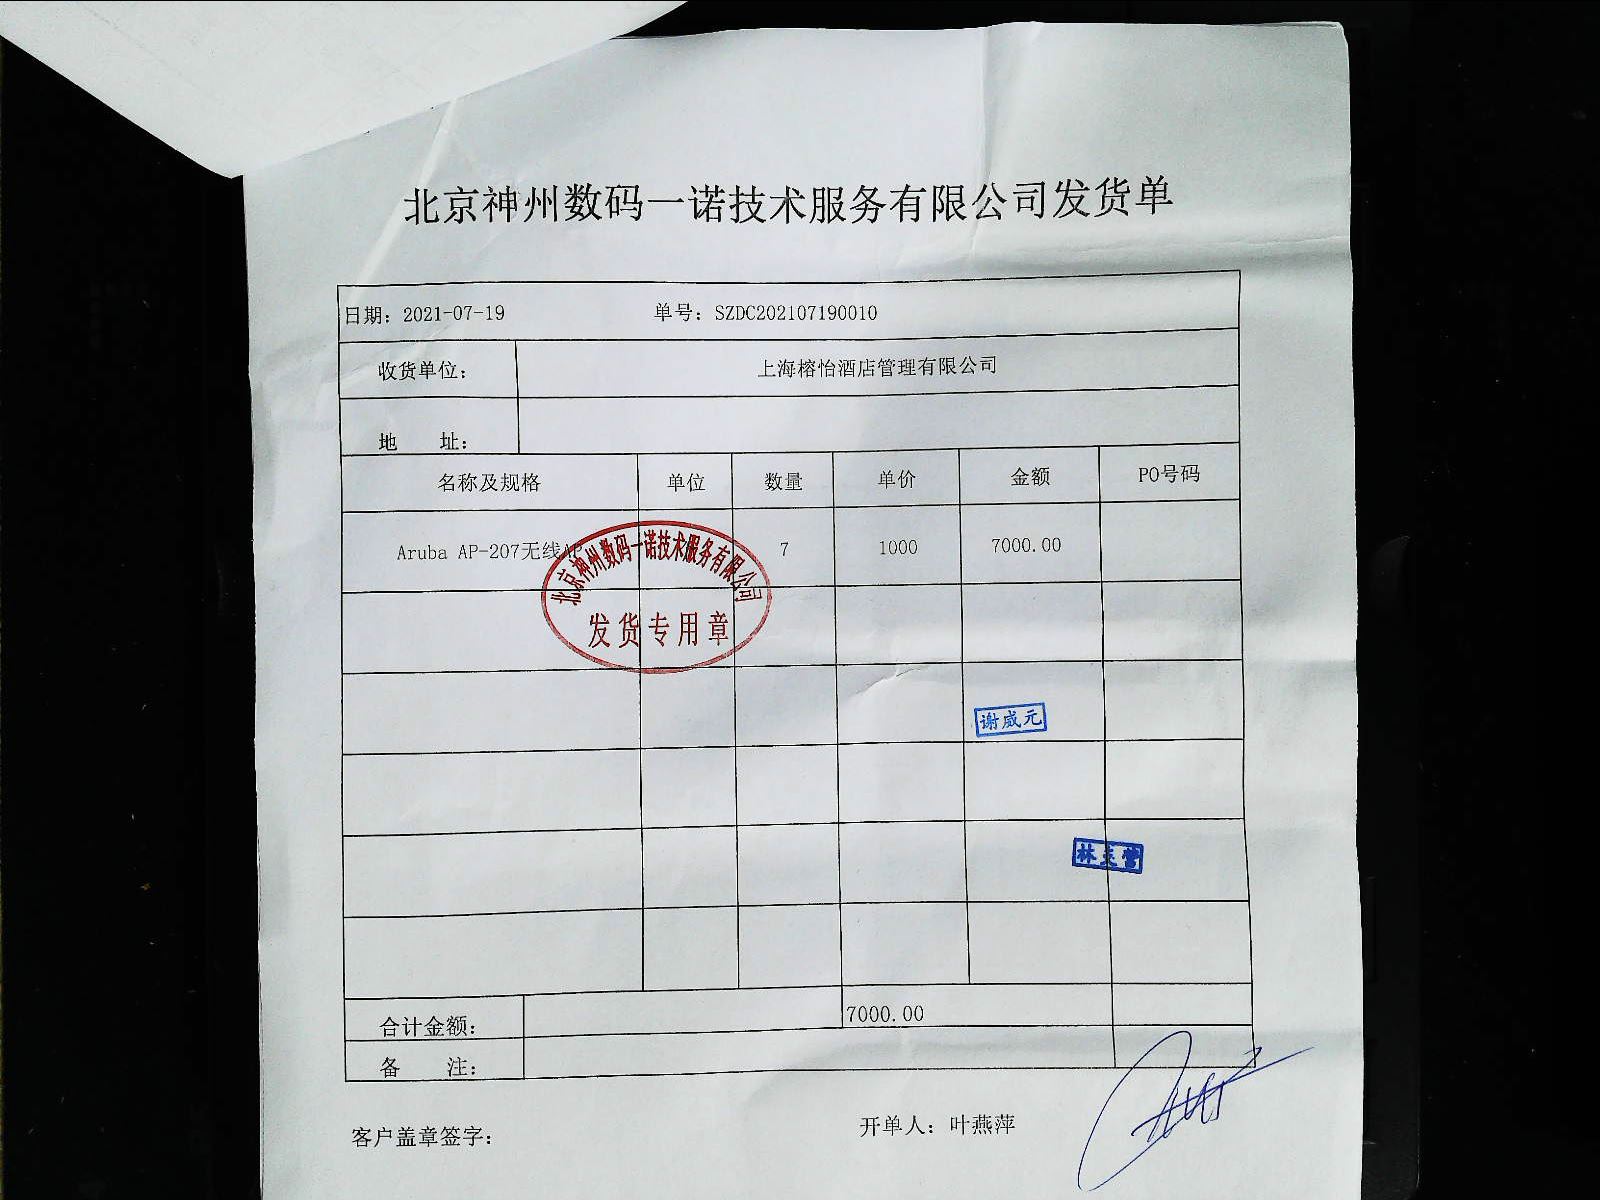 北京神州数码一诺技术服务有限公司发货单
日期：2021-07-19 单号：SZDC202107190010
收货单位： 上海榕怡酒店管理有限公司
地 址：
名称及规格 单位 数量 单价 金额 PO号码
Aruba AP-207无线AP 7 1000 7000.00
北京神州数码一诺技术服务有限公司
发货专用章
谢威元
合计金额： 7000.00
备 注：
客户盖章签字： 开单人：叶燕萍